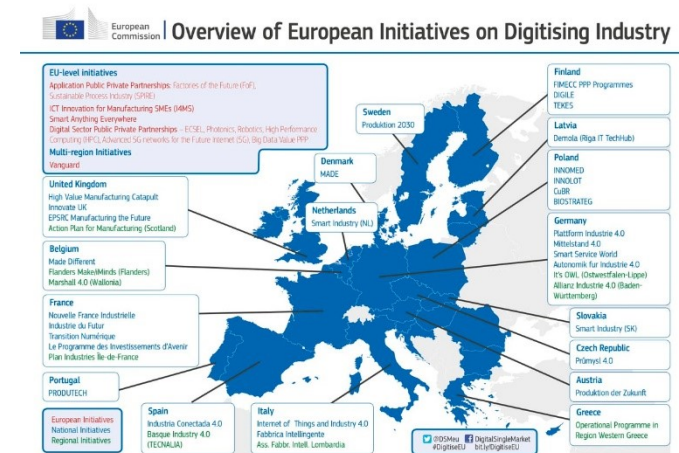 European
Commission
Overview of European Initiatives on Digitising Industry
EU-level initiatives
Application Public Private Partnerships: Factories of the Future (FoF),
Sustainable Process Industry (SPIRE)
ICT Innovation for Manufacturing SMEs (I4MS)
Smart Anything Everywhere
Digital Sector Public Private Partnerships - ECSEL, Photonics, Robotics, High Performance
Computing (HPC), Advanced 5G networks for the Future Internet (5G), Big Data Value PPP
Multi-region Initiatives
Vanguard
Finland
FIMECC PPP Programmes
DIGILE
TEKES
Sweden
Produktion 2030
Latvia
Demola (Riga IT TechHub)
Denmark
MADE
Poland
INNOMED
INNOLOT
CuBR
BIOSTRATEG
United Kingdom
High Value Manufacturing Catapult
Innovate UK
EPSRC Manufacturing the Future
Action Plan for Manufacturing (Scotland)
Netherlands
Smart Industry (NL)
Germany
Plattform Industrie 4.0
Mittelstand 4.0
Smart Service World
Autonomik für Industrie 4.0
It's OWL (Ostwestfalen-Lippe)
Allianz Industrie 4.0 (Baden-
Württemberg)
Belgium
Made Different
Flanders Make/iMinds (Flanders)
Marshall 4.0 (Wallonia)
France
Nouvelle France Industrielle
Industrie du Futur
Transition Numérique
Le Programme des Investissements d'Avenir
Plan Industries Île-de-France
Slovakia
Smart Industry (SK)
Czech Republic
Průmysl 4.0
Austria
Produktion der Zukunft
Portugal
PRODUTECH
Spain
Industria Conectada 4.0
Basque Industry 4.0
(TECNALIA)
Italy
Internet of Things and Industry 4.0
Fabbrica Intelligente
Ass. Fabbr. Intell. Lombardia
Greece
Operational Programme in
Region Western Greece
European Initiatives
National Initiatives
Regional Initiatives
@DSMeu DigitalSingleMarket
#DigitiseEU bit.ly/DigitiseEU